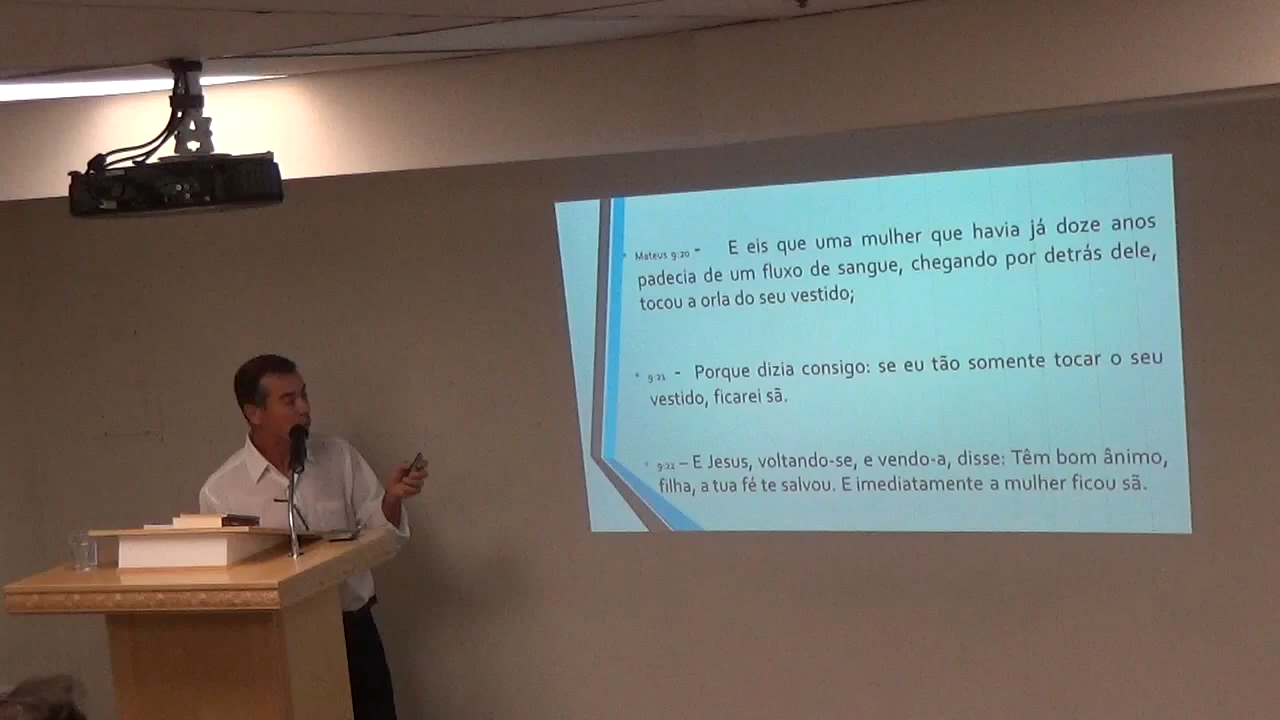 Mateus 9:20 - E eis que uma mulher que havia já doze anos
padecia de um fluxo de sangue, chegando por detrás dele,
tocou a orla do seu vestido;
9:21 - Porque dizia consigo: se eu tão somente tocar o seu
vestido, ficarei sã.
9:22 – E Jesus, voltando-se, e vendo-a, disse: Têm bom ânimo,
filha, a tua fé te salvou. E imediatamente a mulher ficou sã.